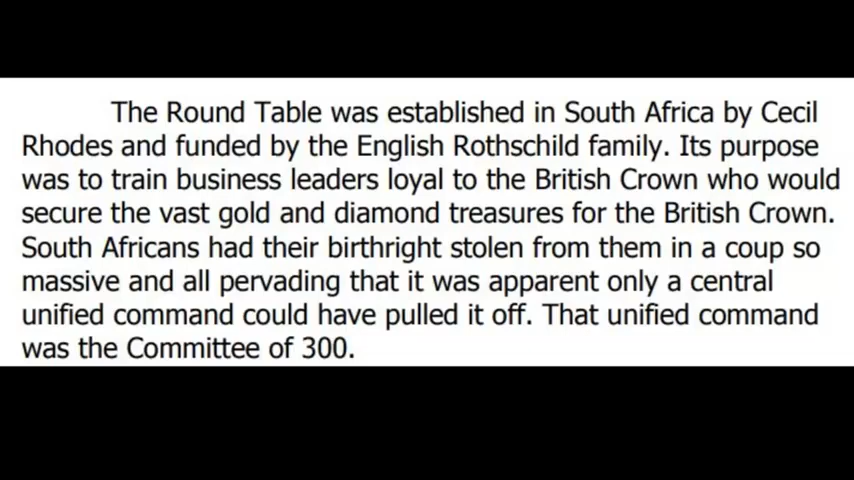 The Round Table was established in South Africa by Cecil
Rhodes and funded by the English Rothschild family. Its purpose
was to train business leaders loyal to the British Crown who would
secure the vast gold and diamond treasures for the British Crown.
South Africans had their birthright stolen from them in a coup so
massive and all pervading that it was apparent only a central
unified command could have pulled it off. That unified command
was the Committee of 300.